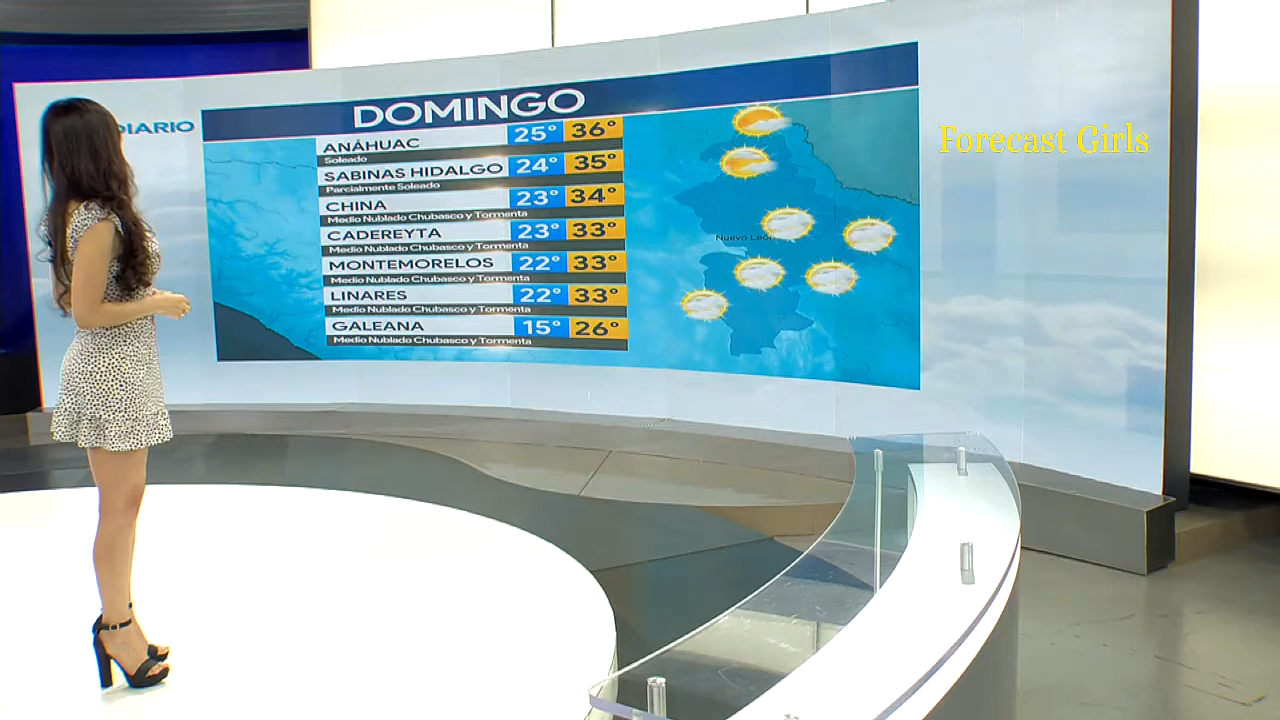 DIARIO
DOMINGO
ANÁHUAC 25° 36°
Soleado
SABINAS HIDALGO 24° 35°
Parcialmente Soleado
CHINA 23° 34°
Medio Nublado Chubasco y Tormenta
CADEREYTA 23° 33°
Medio Nublado Chubasco y Tormenta
MONTEMORELOS 22° 33°
Medio Nublado Chubasco y Tormenta
LINARES 22° 33°
Medio Nublado Chubasco y Tormenta
GALEANA 15° 26°
Medio Nublado Chubasco y Tormenta
Nuevo León
Forecast Girls